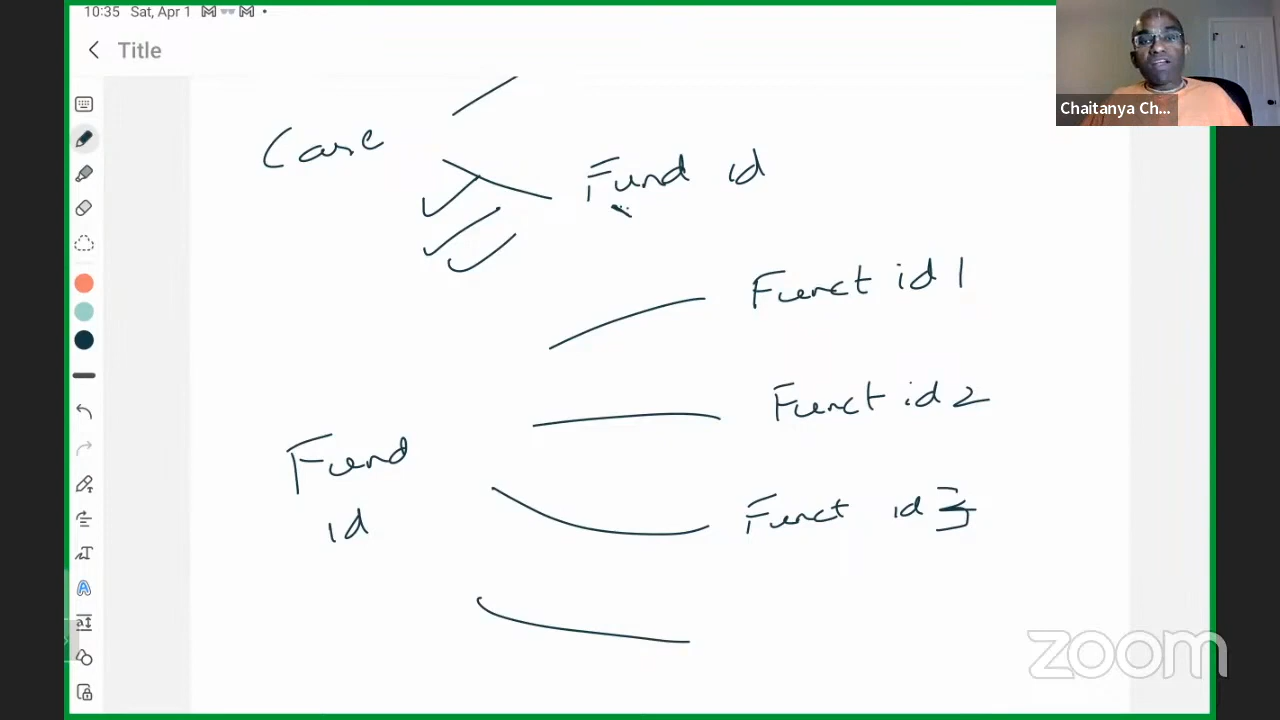 10:35 Sat, Apr 1
Title
Chaitanya Ch...
Case
Fund id
Funct id 1
Funct id 2
Fund
id
Funct id 3
zoom